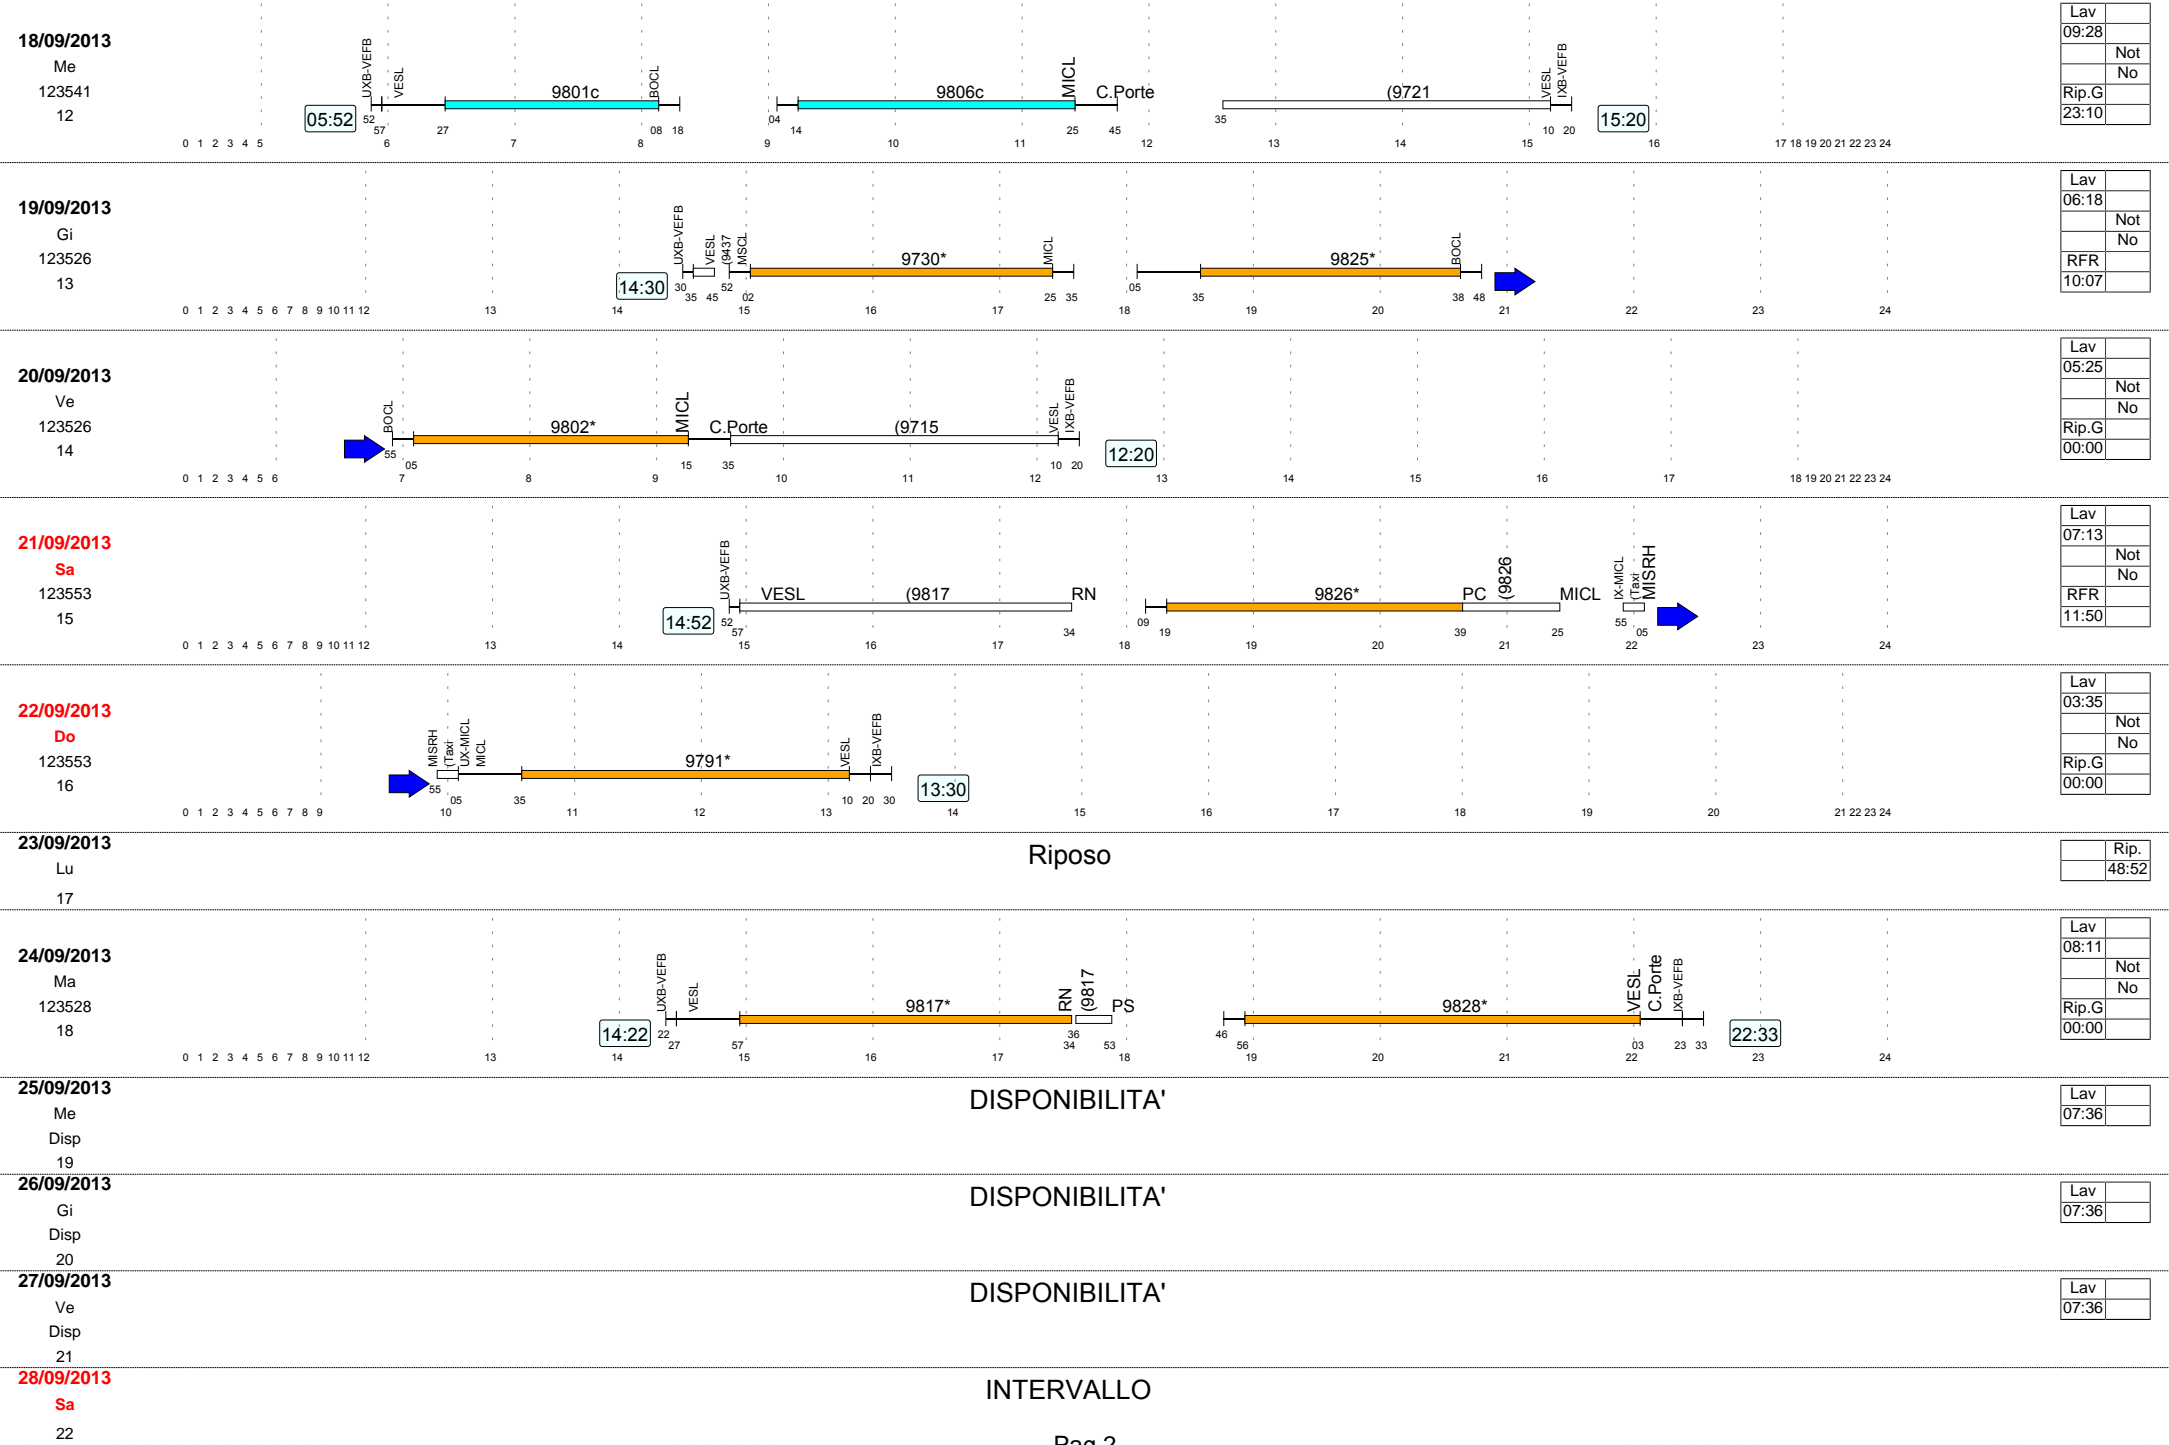 18/09/2013
Me
123541
12
05:52
UXB-VEFB
VESL
9801c
BOCL
9806c
MICL
C.Porte
(9721
VESL
IXB-VEFB
15:20
52 57 27 08 18 04 14 25 45 35 10 20
0 1 2 3 4 5 6 7 8 9 10 11 12 13 14 15 16 17 18 19 20 21 22 23 24
Lav
09:28
Not
No
Rip.G
23:10
19/09/2013
Gi
123526
13
14:30
UXB-VEFB
VESL
(9437
MSCL
9730*
MICL
9825*
BOCL
30 35 45 52 02 25 35 05 35 38 48
0 1 2 3 4 5 6 7 8 9 10 11 12 13 14 15 16 17 18 19 20 21 22 23 24
Lav
06:18
Not
No
RFR
10:07
20/09/2013
Ve
123526
14
BOCL
9802*
MICL
C.Porte
(9715
VESL
IXB-VEFB
12:20
55 05 15 35 10 20
0 1 2 3 4 5 6 7 8 9 10 11 12 13 14 15 16 17 18 19 20 21 22 23 24
Lav
05:25
Not
No
Rip.G
00:00
21/09/2013
Sa
123553
15
14:52
UXB-VEFB
VESL
(9817
RN
9826*
PC
(9826
MICL
IX-MICL
(Taxi
MISRH
52 57 34 09 19 39 25 55 05
0 1 2 3 4 5 6 7 8 9 10 11 12 13 14 15 16 17 18 19 20 21 22 23 24
Lav
07:13
Not
No
RFR
11:50
22/09/2013
Do
123553
16
MISRH
(Taxi
UX-MICL
MICL
9791*
VESL
IXB-VEFB
13:30
55 05 35 10 20 30
0 1 2 3 4 5 6 7 8 9 10 11 12 13 14 15 16 17 18 19 20 21 22 23 24
Lav
03:35
Not
No
Rip.G
00:00
23/09/2013
Lu
17
Riposo
Rip.
48:52
24/09/2013
Ma
123528
18
14:22
UXB-VEFB
VESL
9817*
RN
(9817
PS
9828*
VESL
C.Porte
IXB-VEFB
22:33
22 27 57 34 36 53 46 56 03 23 33
0 1 2 3 4 5 6 7 8 9 10 11 12 13 14 15 16 17 18 19 20 21 22 23 24
Lav
08:11
Not
No
Rip.G
00:00
25/09/2013
Me
Disp
19
DISPONIBILITA'
Lav
07:36
26/09/2013
Gi
Disp
20
DISPONIBILITA'
Lav
07:36
27/09/2013
Ve
Disp
21
DISPONIBILITA'
Lav
07:36
28/09/2013
Sa
22
INTERVALLO
Pag 2